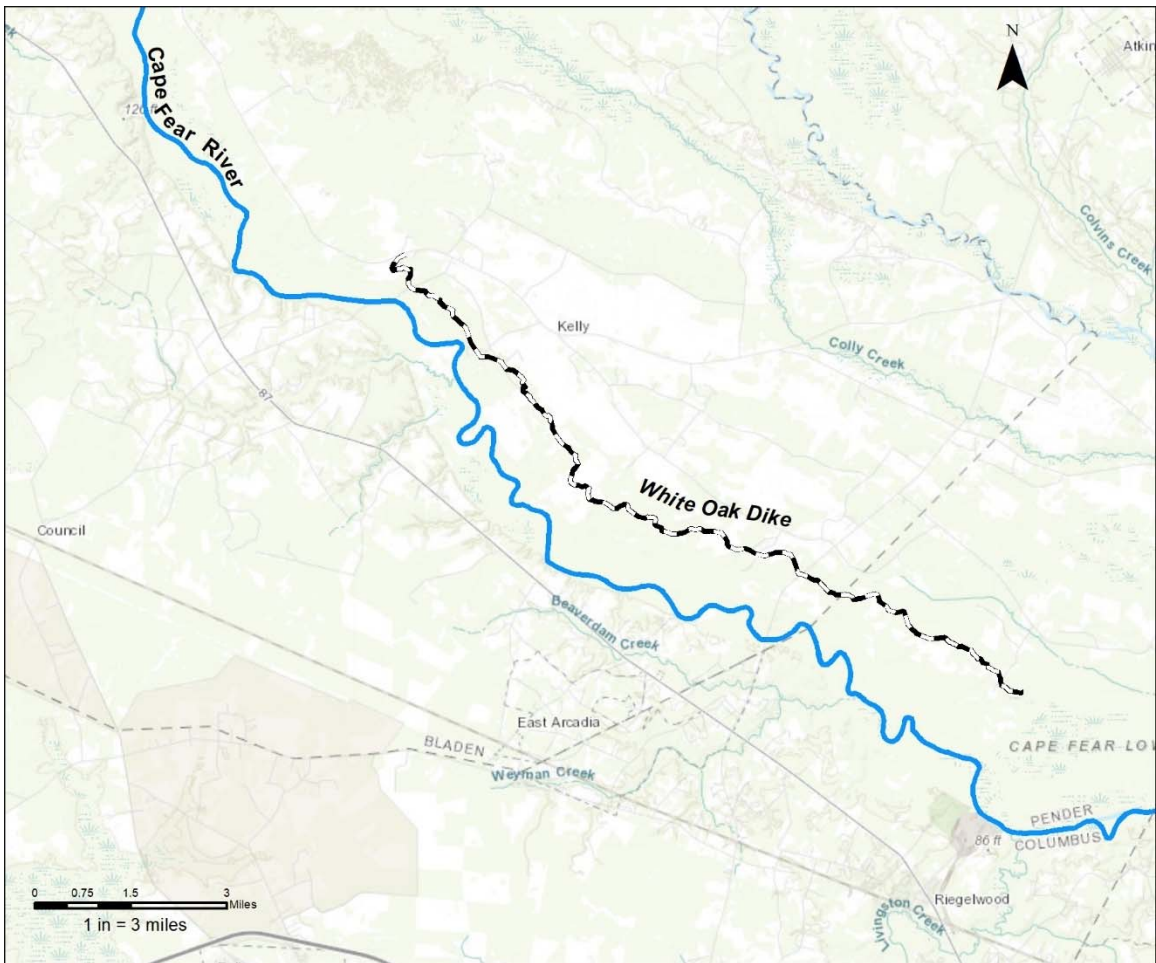 N
Atkin
Cape Fear River
120 ft
Colvins Creek
Kelly
Colly Creek
87
White Oak Dike
Council
Beaverdam Creek
East Arcadia
BLADEN
Weyman Creek
CAPE FEAR LOW
PENDER
COLUMBUS
86 ft
Riegelwood
Livingston Creek
0 0.75 1.5 3
Miles
1 in = 3 miles